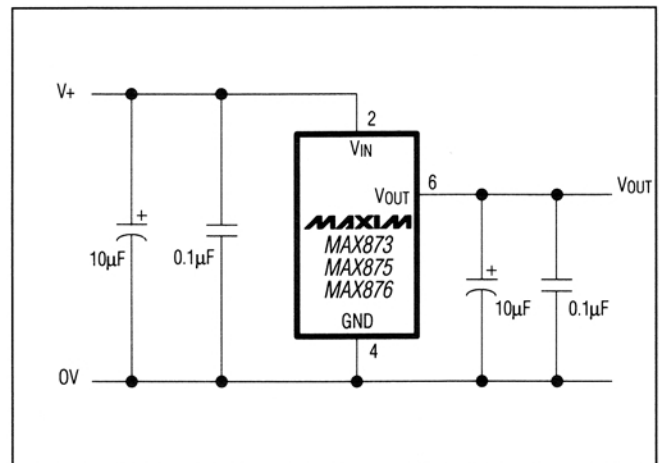 V+
2
VIN
VOUT
6
VOUT
MAXIM
MAX873
MAX875
MAX876
+
10µF
0.1µF
+
10µF
0.1µF
GND
4
0V